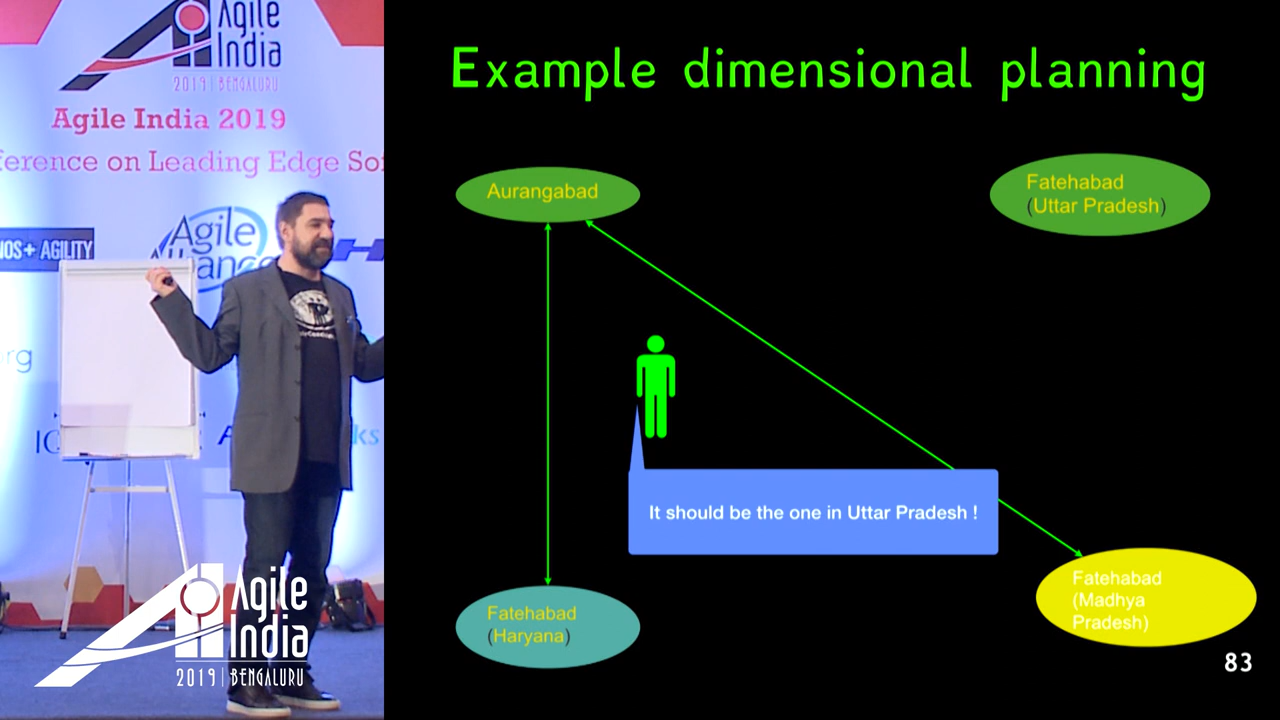 Agile
India
2019 | BENGALURU
Agile India 2019
ference on Leading Edge Sof
NOS+ AGILITY
Agile
Alliance
rg
ks
Agile
India
2019 | BENGALURU
Example dimensional planning
Aurangabad
Fatehabad
(Uttar Pradesh)
It should be the one in Uttar Pradesh !
Fatehabad
(Haryana)
Fatehabad
(Madhya
Pradesh)
83